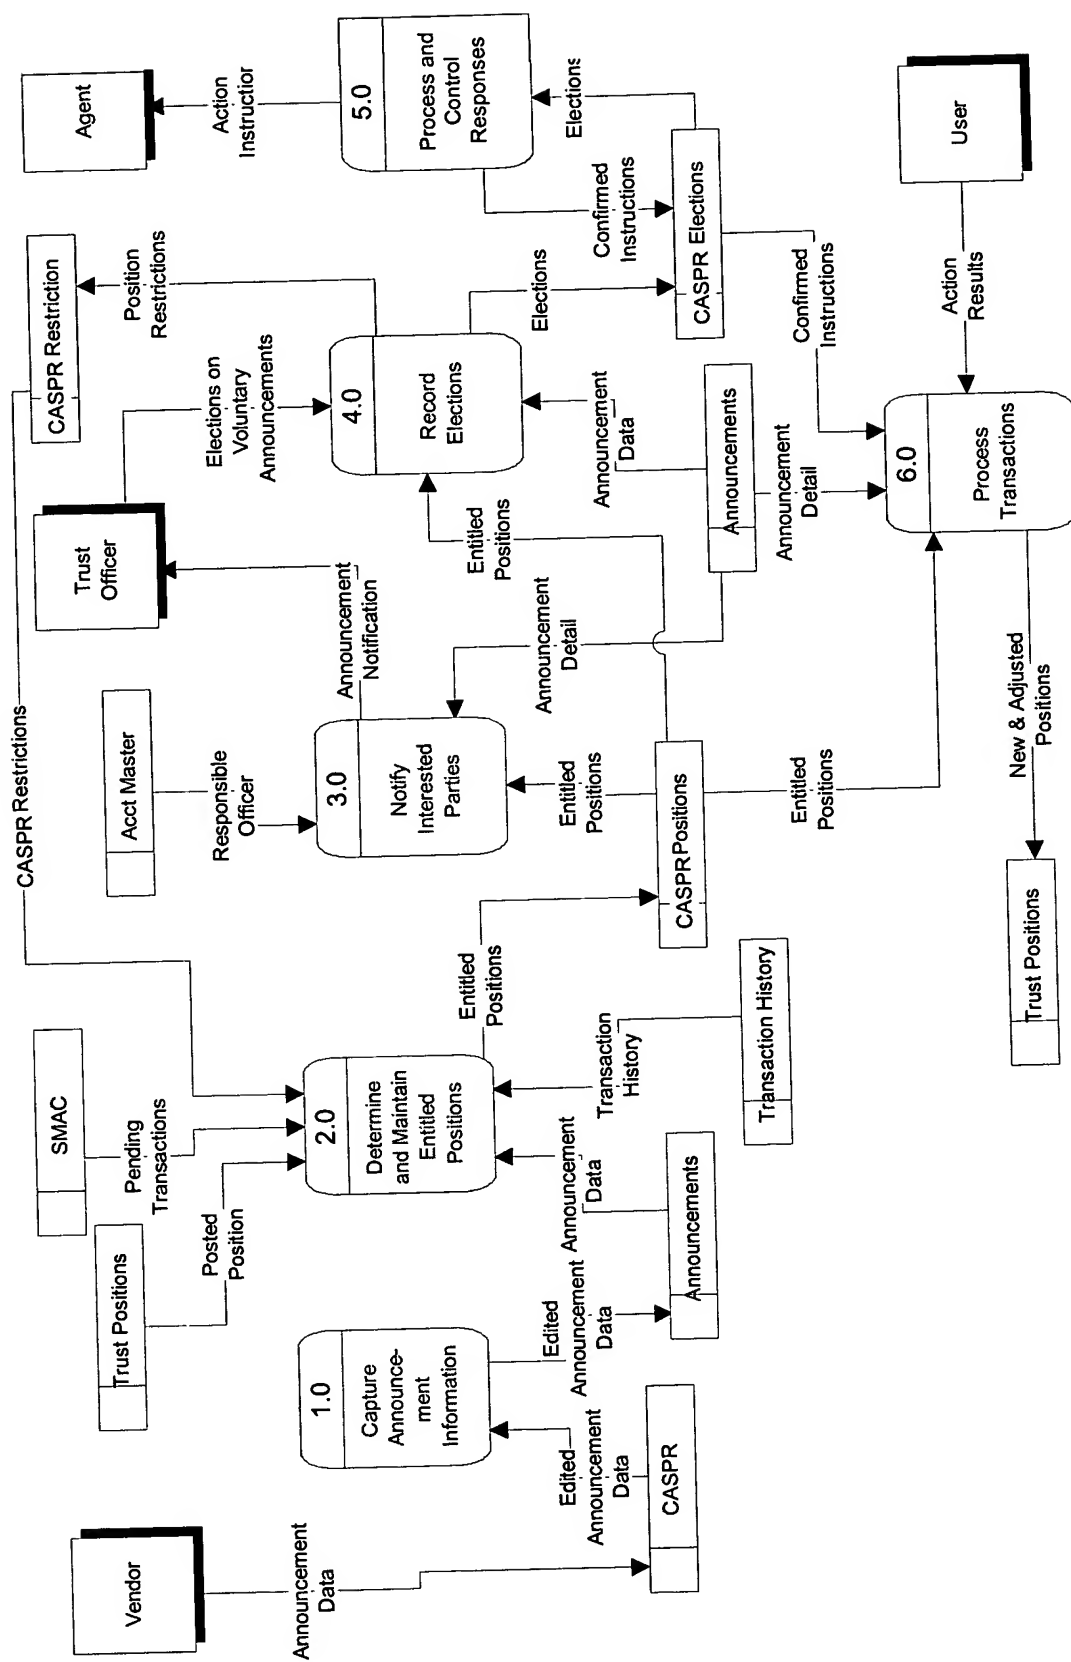 Vendor
Announcement
Data
CASPR
Edited
Announcement
Data
1.0
Capture
Announce-
ment
Information
Edited
Announcement
Data
Announcements
Announcement
Data
Trust Positions
Posted
Position
SMAC
Pending
Transactions
CASPR Restrictions
2.0
Determine
and Maintain
Entitled
Positions
Transaction
History
Transaction History
Entitled
Positions
CASPR Positions
Acct Master
Responsible
Officer
3.0
Notify
Interested
Parties
Entitled
Positions
Announcement
Notification
Announcement
Detail
Trust
Officer
Elections on
Voluntary
Announcements
Entitled
Positions
4.0
Record
Elections
Announcement
Data
Announcements
Announcement
Detail
Position
Restrictions
CASPR Restriction
Elections
CASPR Elections
Confirmed
Instructions
Elections
5.0
Process and
Control
Responses
Action
Instruction
Agent
Confirmed
Instructions
Entitled
Positions
6.0
Process
Transactions
Action
Results
User
New & Adjusted
Positions
Trust Positions